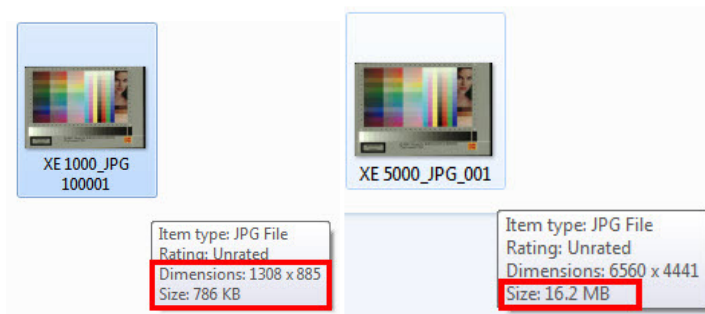 XE 1000_JPG
100001
Item type: JPG File
Rating: Unrated
Dimensions: 1308 x 885
Size: 786 KB
XE 5000_JPG_001
Item type: JPG File
Rating: Unrated
Dimensions: 6560 x 4441
Size: 16.2 MB